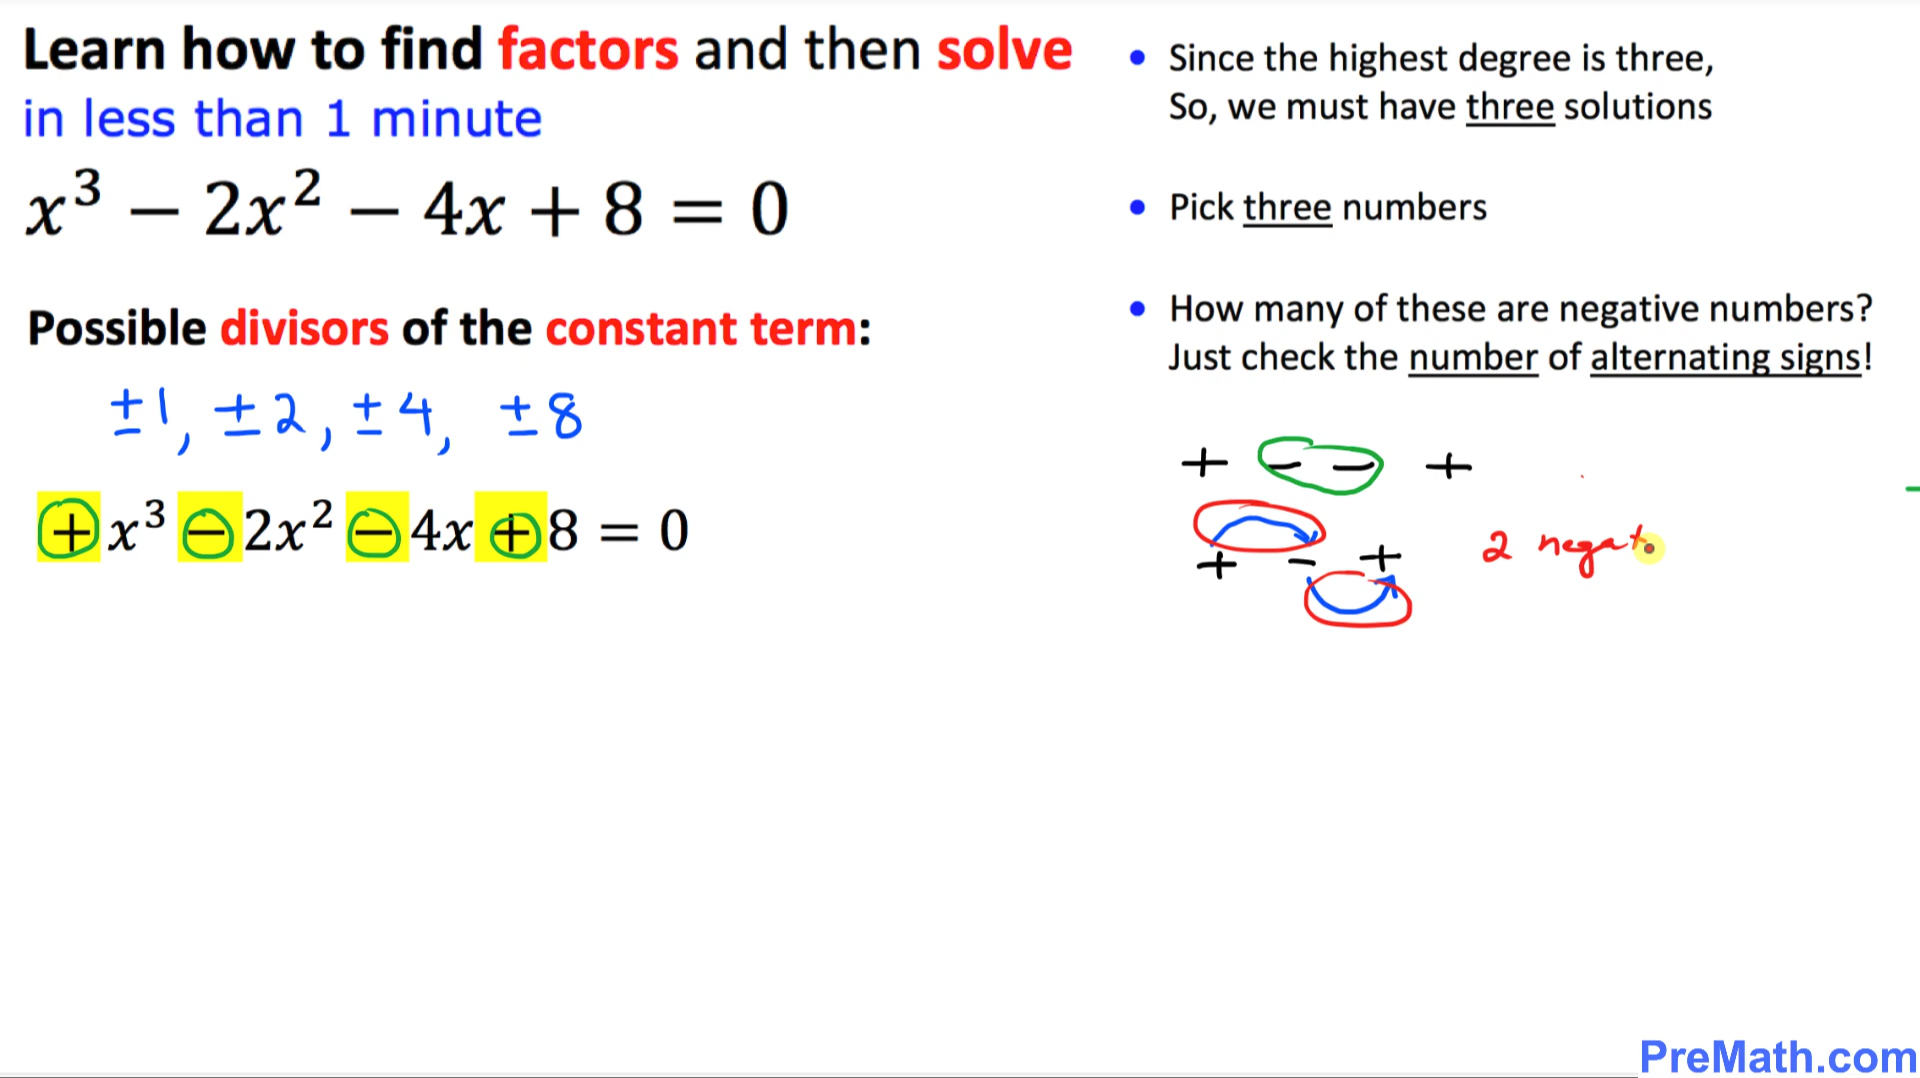 Learn how to find factors and then solve
in less than 1 minute
x³ − 2x² − 4x + 8 = 0
Possible divisors of the constant term:
±1, ±2, ±4, ±8
+x³ −2x² −4x +8 = 0
• Since the highest degree is three,
So, we must have three solutions
• Pick three numbers
• How many of these are negative numbers?
Just check the number of alternating signs!
+ − − +
+ − + 2 negat
PreMath.com